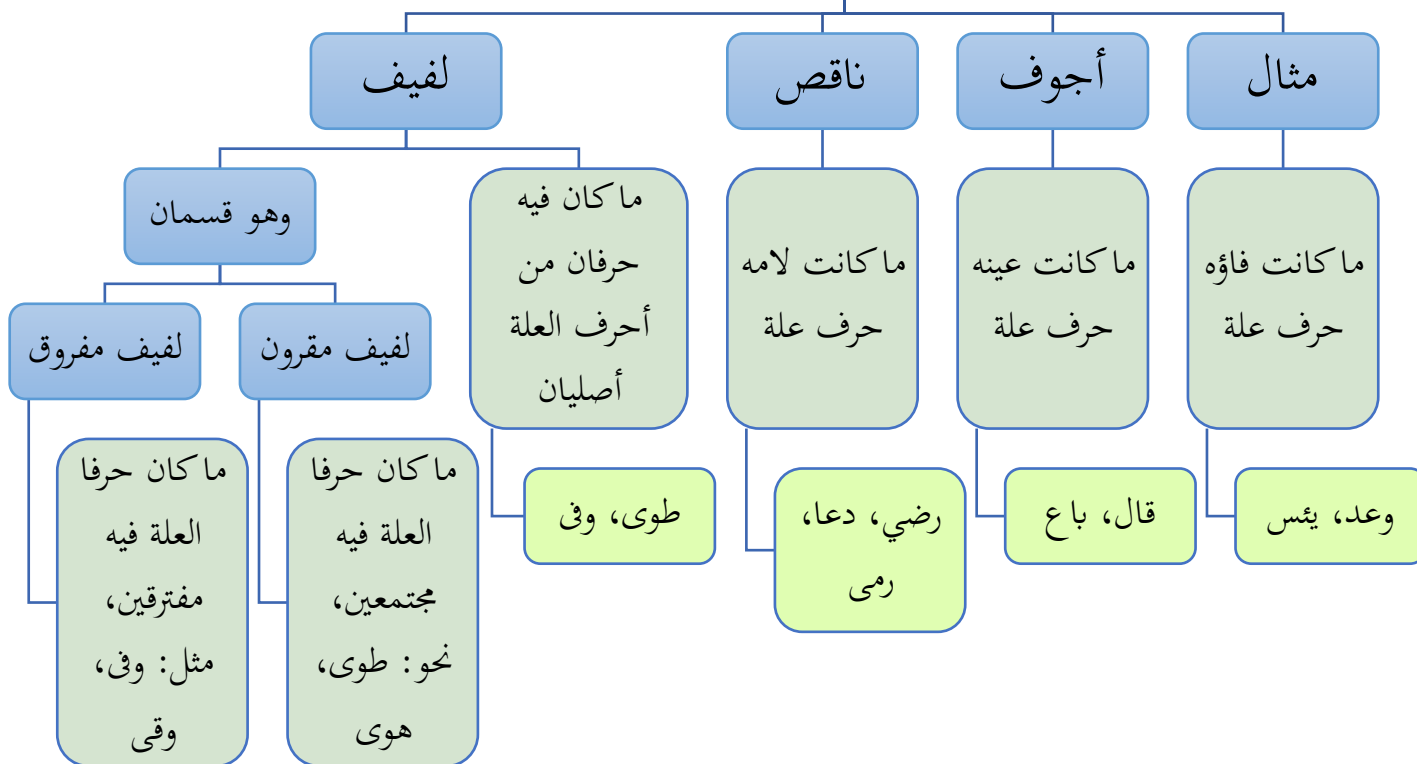 مثال
أجوف
ناقص
لفيف
ما كانت فاؤه
حرف علة
ما كانت عينه
حرف علة
ما كانت لامه
حرف علة
ما كان فيه
حرفان من
أحرف العلة
أصليان
وهو قسمان
لفيف مقرون
لفيف مفروق
وعد، يئس
قال، باع
رضي، دعا،
رمى
طوى، وفى
ما كان حرفا
العلة فيه
مجتمعين،
نحو: طوى،
هوى
ما كان حرفا
العلة فيه
مفترقين،
مثل: وفى،
وقى